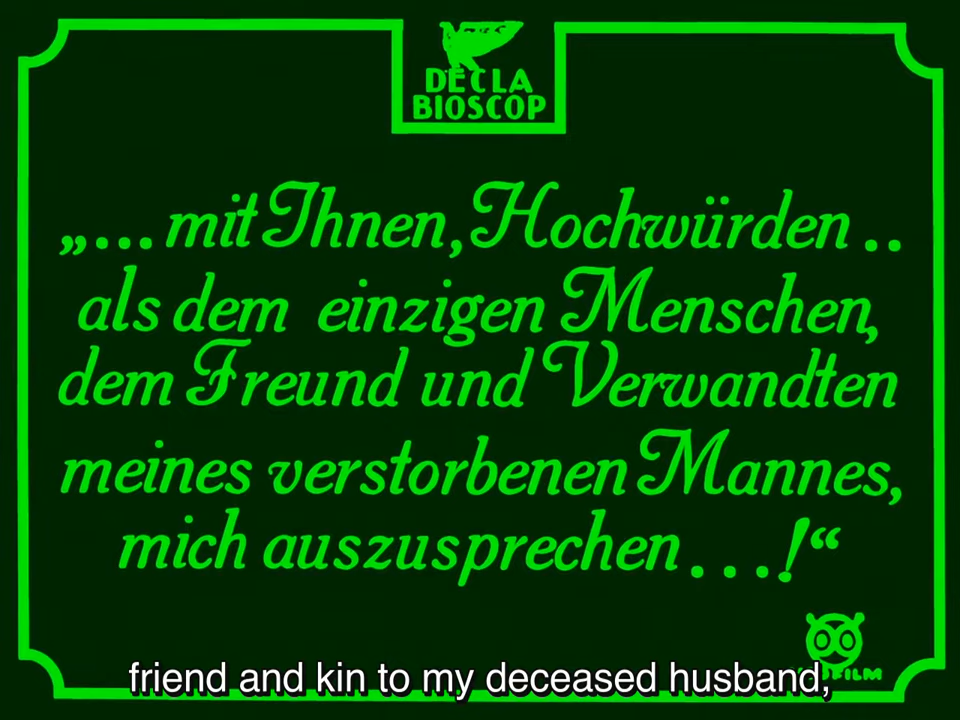 DECLA
BIOSCOP
„... mit Ihnen, Hochwürden ..
als dem einzigen Menschen,
dem Freund und Verwandten
meines verstorbenen Mannes,
mich auszusprechen ...!“
friend and kin to my deceased husband,